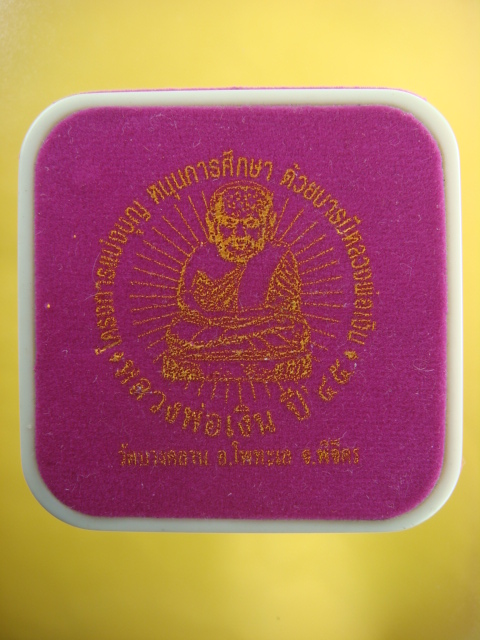 โครงการแบ่งบุญ หนุนการศึกษา ด้วยบารมีหลวงพ่อเงิน
หลวงพ่อเงิน ปี ๔๕
วัดบางคลาน อ.โพทะเล จ.พิจิตร